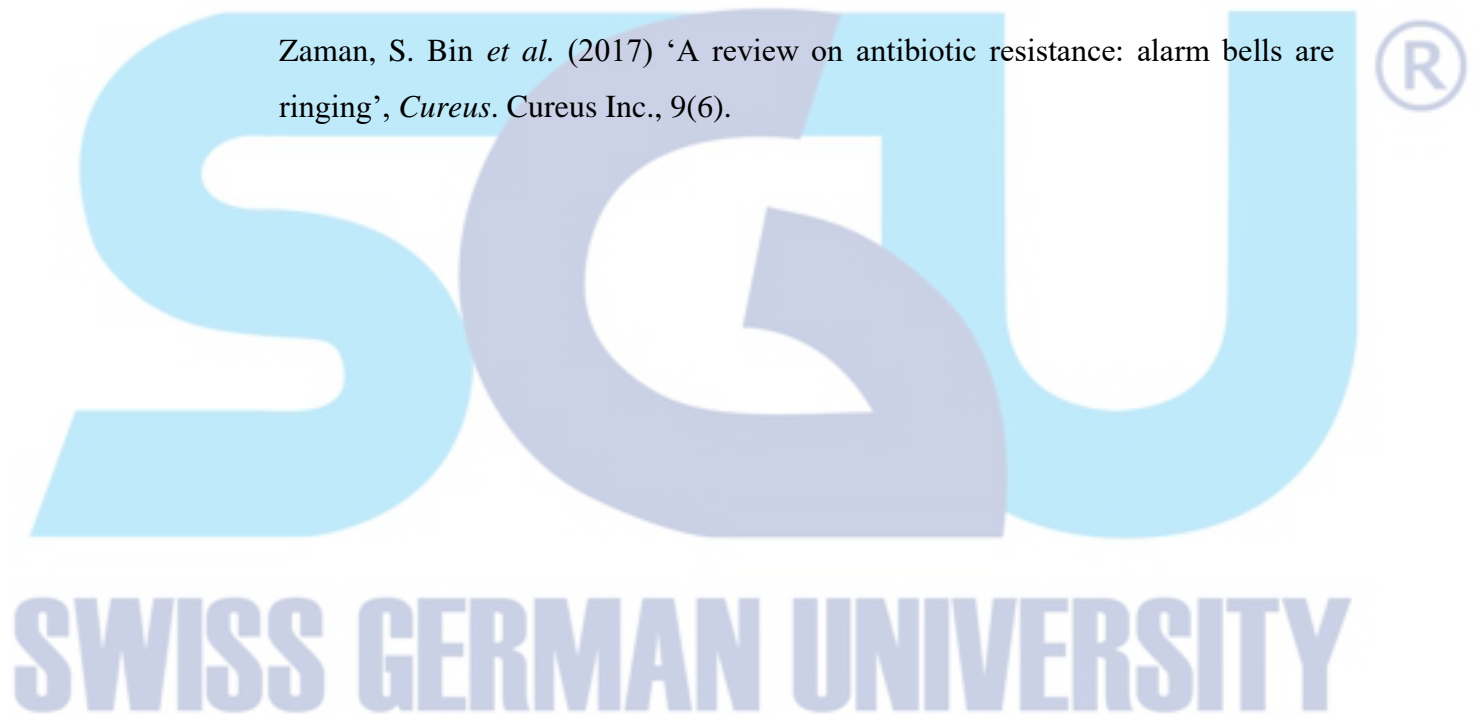 Zaman, S. Bin et al. (2017) ‘A review on antibiotic resistance: alarm bells are
ringing’, Cureus. Cureus Inc., 9(6).
SGU ®
SWISS GERMAN UNIVERSITY